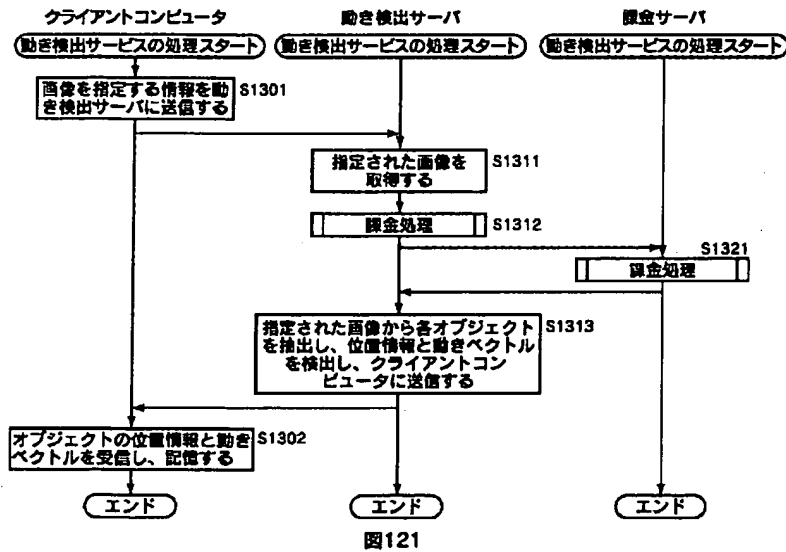 クライアントコンピュータ
動き検出サーバ
課金サーバ
動き検出サービスの処理スタート
動き検出サービスの処理スタート
動き検出サービスの処理スタート
画像を指定する情報を動
き検出サーバに送信する
S1301
指定された画像を
取得する
S1311
課金処理
S1312
S1321
課金処理
指定された画像から各オブジェクト
を抽出し、位置情報と動きベクトル
を検出し、クライアントコン
ピュータに送信する
S1313
オブジェクトの位置情報と動き
ベクトルを受信し、記憶する
S1302
エンド
エンド
エンド
図121